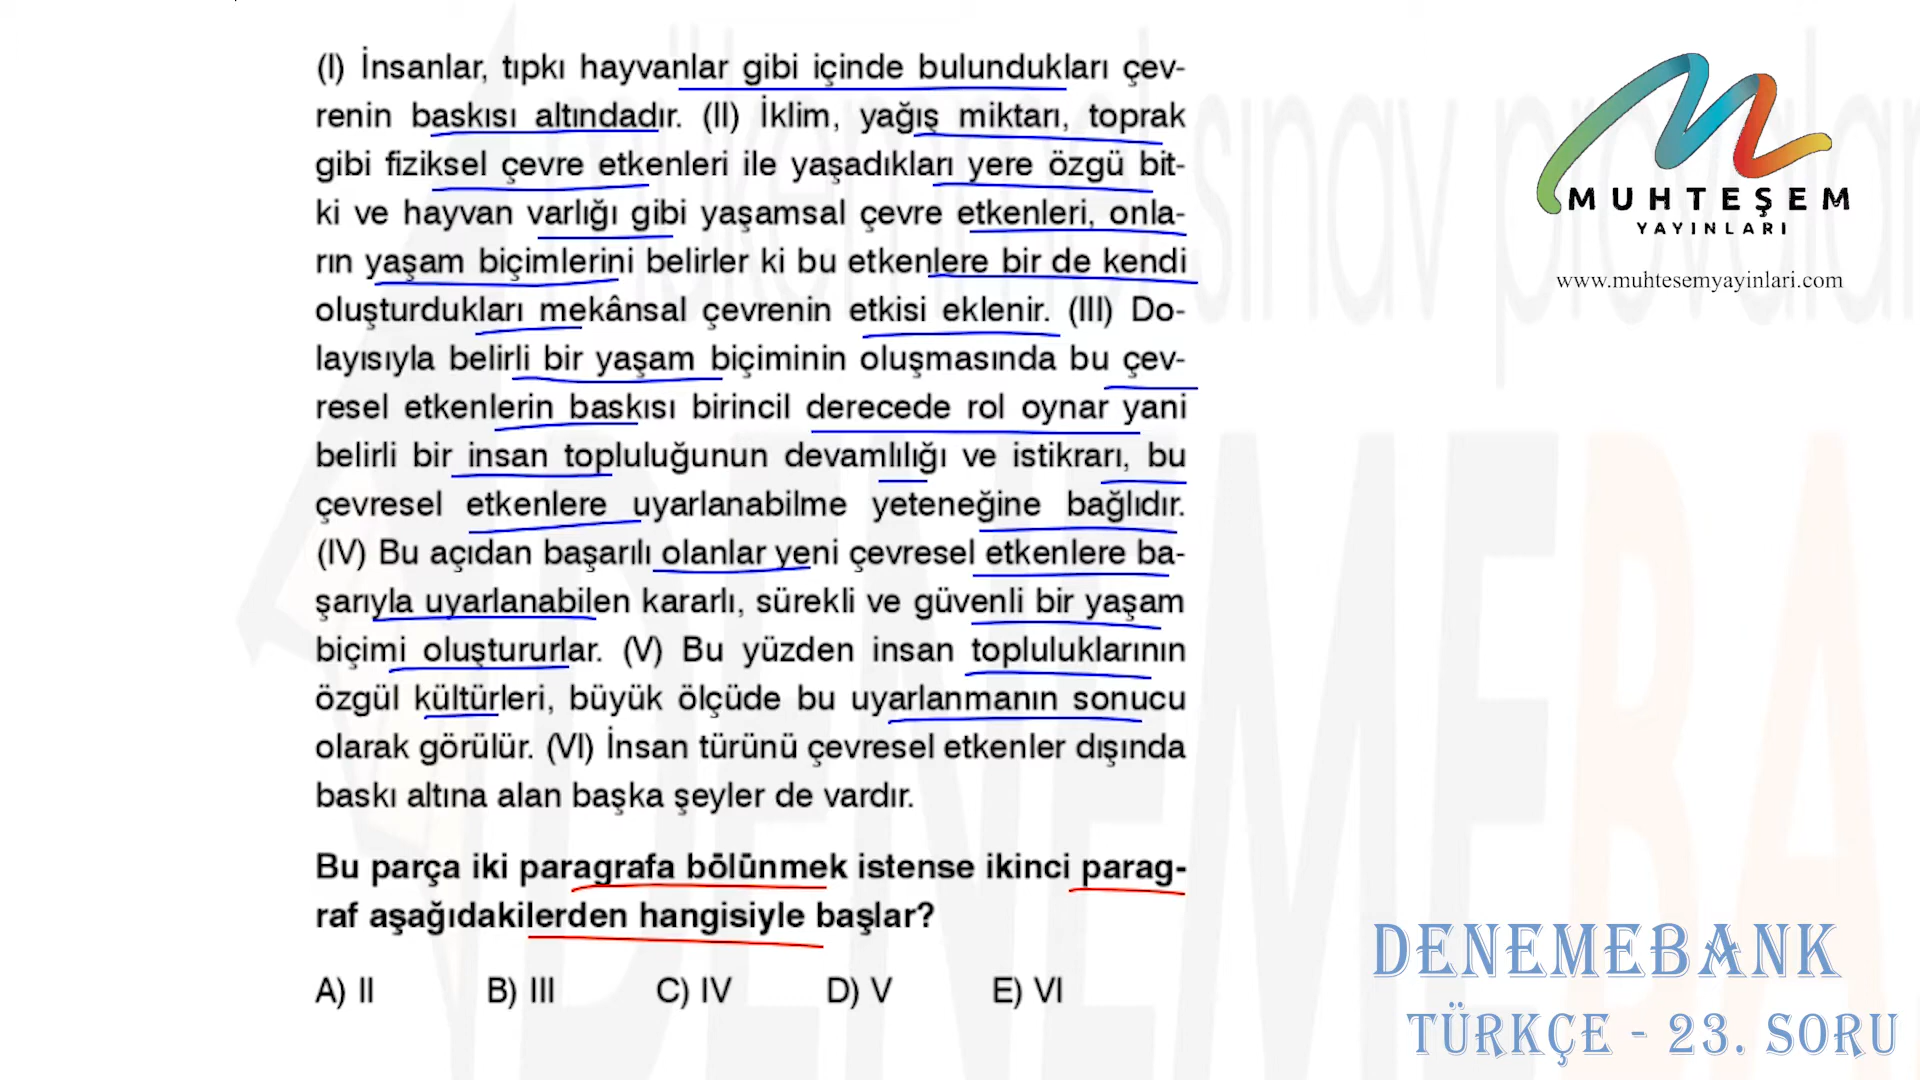 (I) İnsanlar, tıpkı hayvanlar gibi içinde bulundukları çev-
renin baskısı altındadır. (II) İklim, yağış miktarı, toprak
gibi fiziksel çevre etkenleri ile yaşadıkları yere özgü bit-
ki ve hayvan varlığı gibi yaşamsal çevre etkenleri, onla-
rın yaşam biçimlerini belirler ki bu etkenlere bir de kendi
oluşturdukları mekânsal çevrenin etkisi eklenir. (III) Do-
layısıyla belirli bir yaşam biçiminin oluşmasında bu çev-
resel etkenlerin baskısı birincil derecede rol oynar yani
belirli bir insan topluluğunun devamlılığı ve istikrarı, bu
çevresel etkenlere uyarlanabilme yeteneğine bağlıdır.
(IV) Bu açıdan başarılı olanlar yeni çevresel etkenlere ba-
şarıyla uyarlanabilen kararlı, sürekli ve güvenli bir yaşam
biçimi oluştururlar. (V) Bu yüzden insan topluluklarının
özgül kültürleri, büyük ölçüde bu uyarlanmanın sonucu
olarak görülür. (VI) İnsan türünü çevresel etkenler dışında
baskı altına alan başka şeyler de vardır.
Bu parça iki paragrafa bölünmek istense ikinci parag-
raf aşağıdakilerden hangisiyle başlar?
A) II B) III C) IV D) V E) VI
MUHTEŞEM
YAYINLARI
www.muhtesemyayinlari.com
DENEMEBANK
TÜRKÇE - 23. SORU
sınav provaları
DENEMEBA